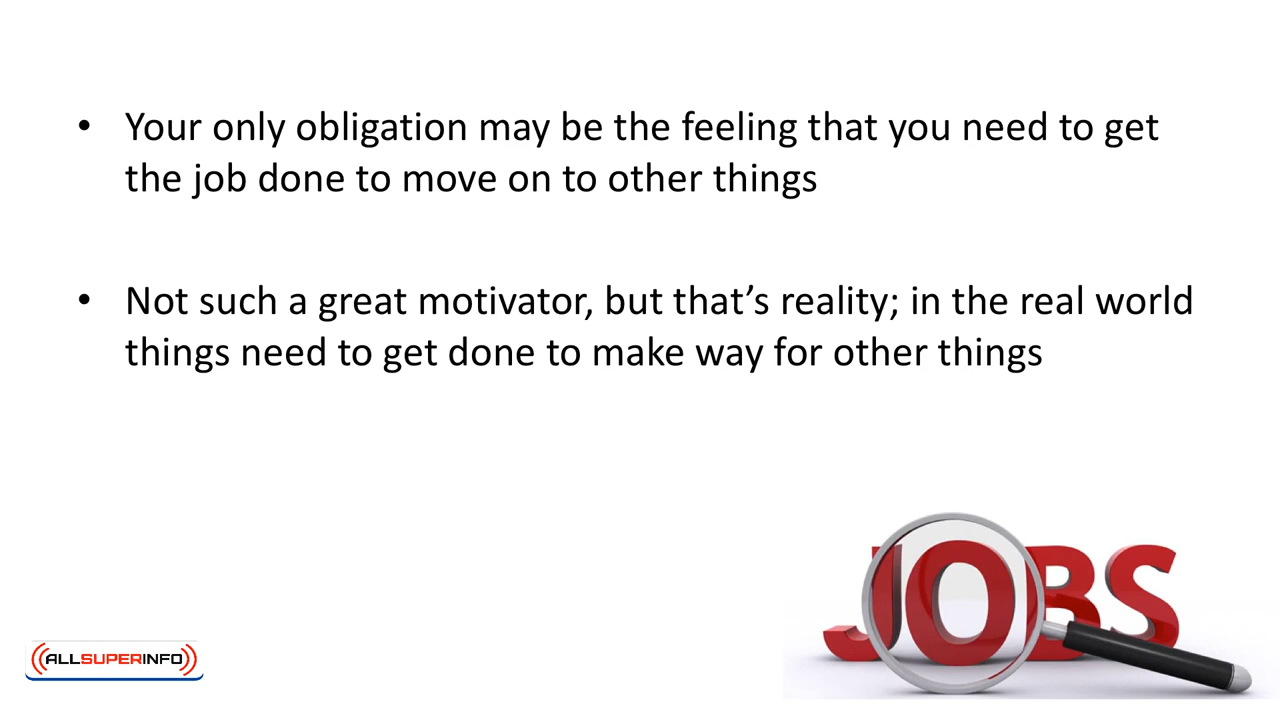 • Your only obligation may be the feeling that you need to get
the job done to move on to other things
• Not such a great motivator, but that’s reality; in the real world
things need to get done to make way for other things
JOBS
((ALLSUPERINFO))